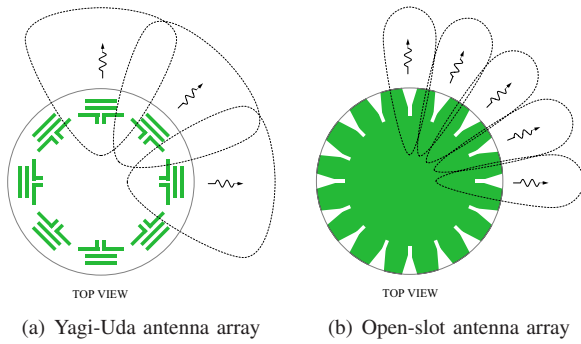 TOP VIEW
TOP VIEW
(a) Yagi-Uda antenna array
(b) Open-slot antenna array